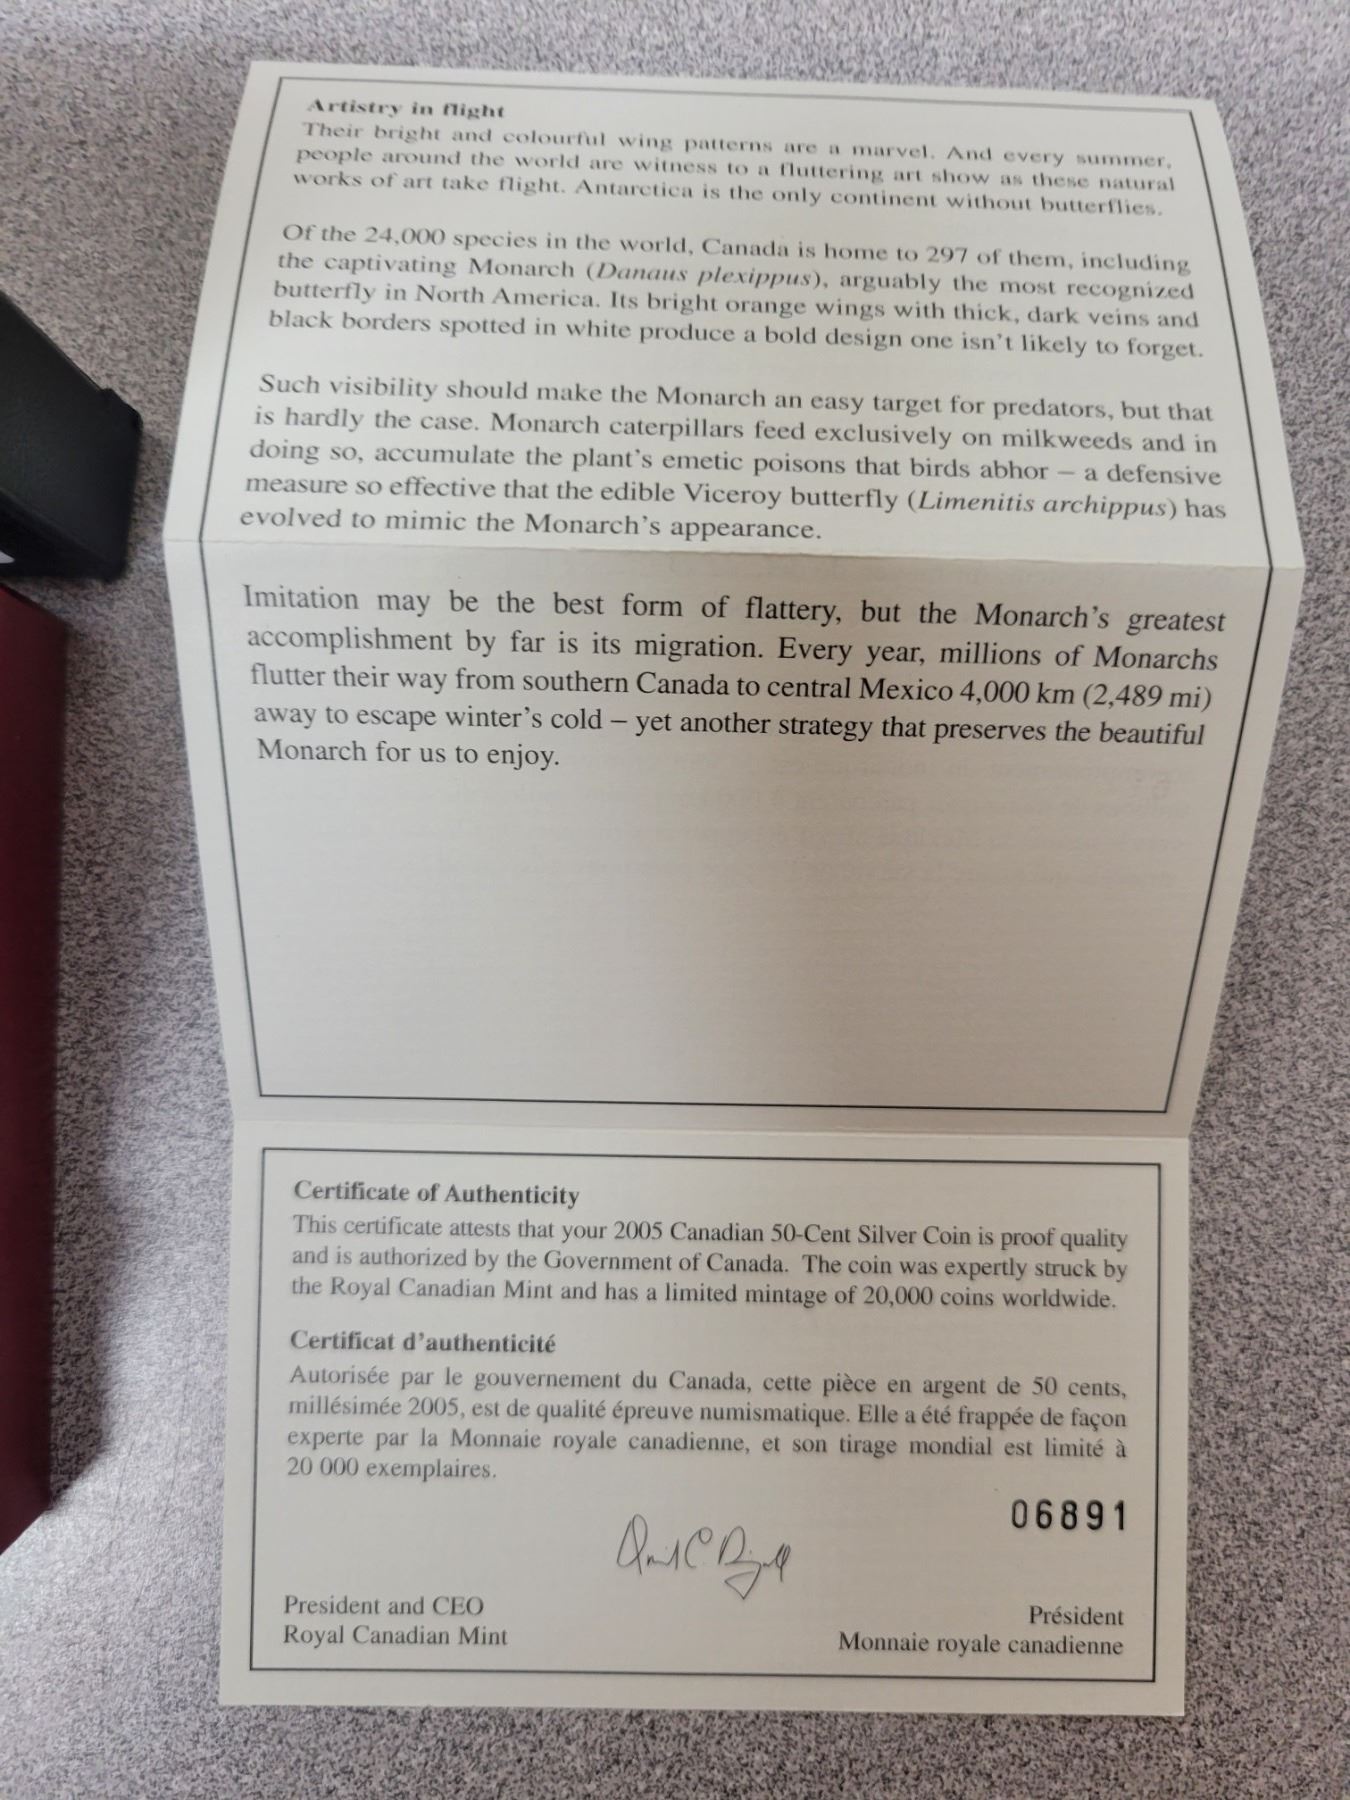 Artistry in flight
Their bright and colourful wing patterns are a marvel. And every summer,
people around the world are witness to a fluttering art show as these natural
works of art take flight. Antarctica is the only continent without butterflies.
Of the 24,000 species in the world, Canada is home to 297 of them, including
the captivating Monarch (Danaus plexippus), arguably the most recognized
butterfly in North America. Its bright orange wings with thick, dark veins and
black borders spotted in white produce a bold design one isn't likely to forget.
Such visibility should make the Monarch an easy target for predators, but that
is hardly the case. Monarch caterpillars feed exclusively on milkweeds and in
doing so, accumulate the plant's emetic poisons that birds abhor – a defensive
measure so effective that the edible Viceroy butterfly (Limenitis archippus) has
evolved to mimic the Monarch's appearance.
Imitation may be the best form of flattery, but the Monarch's greatest
accomplishment by far is its migration. Every year, millions of Monarchs
flutter their way from southern Canada to central Mexico 4,000 km (2,489 mi)
away to escape winter's cold – yet another strategy that preserves the beautiful
Monarch for us to enjoy.
Certificate of Authenticity
This certificate attests that your 2005 Canadian 50-Cent Silver Coin is proof quality
and is authorized by the Government of Canada. The coin was expertly struck by
the Royal Canadian Mint and has a limited mintage of 20,000 coins worldwide.
Certificat d'authenticité
Autorisée par le gouvernement du Canada, cette pièce en argent de 50 cents,
millésimée 2005, est de qualité épreuve numismatique. Elle a été frappée de façon
experte par la Monnaie royale canadienne, et son tirage mondial est limité à
20 000 exemplaires.
06891
President and CEO
Royal Canadian Mint
Président
Monnaie royale canadienne